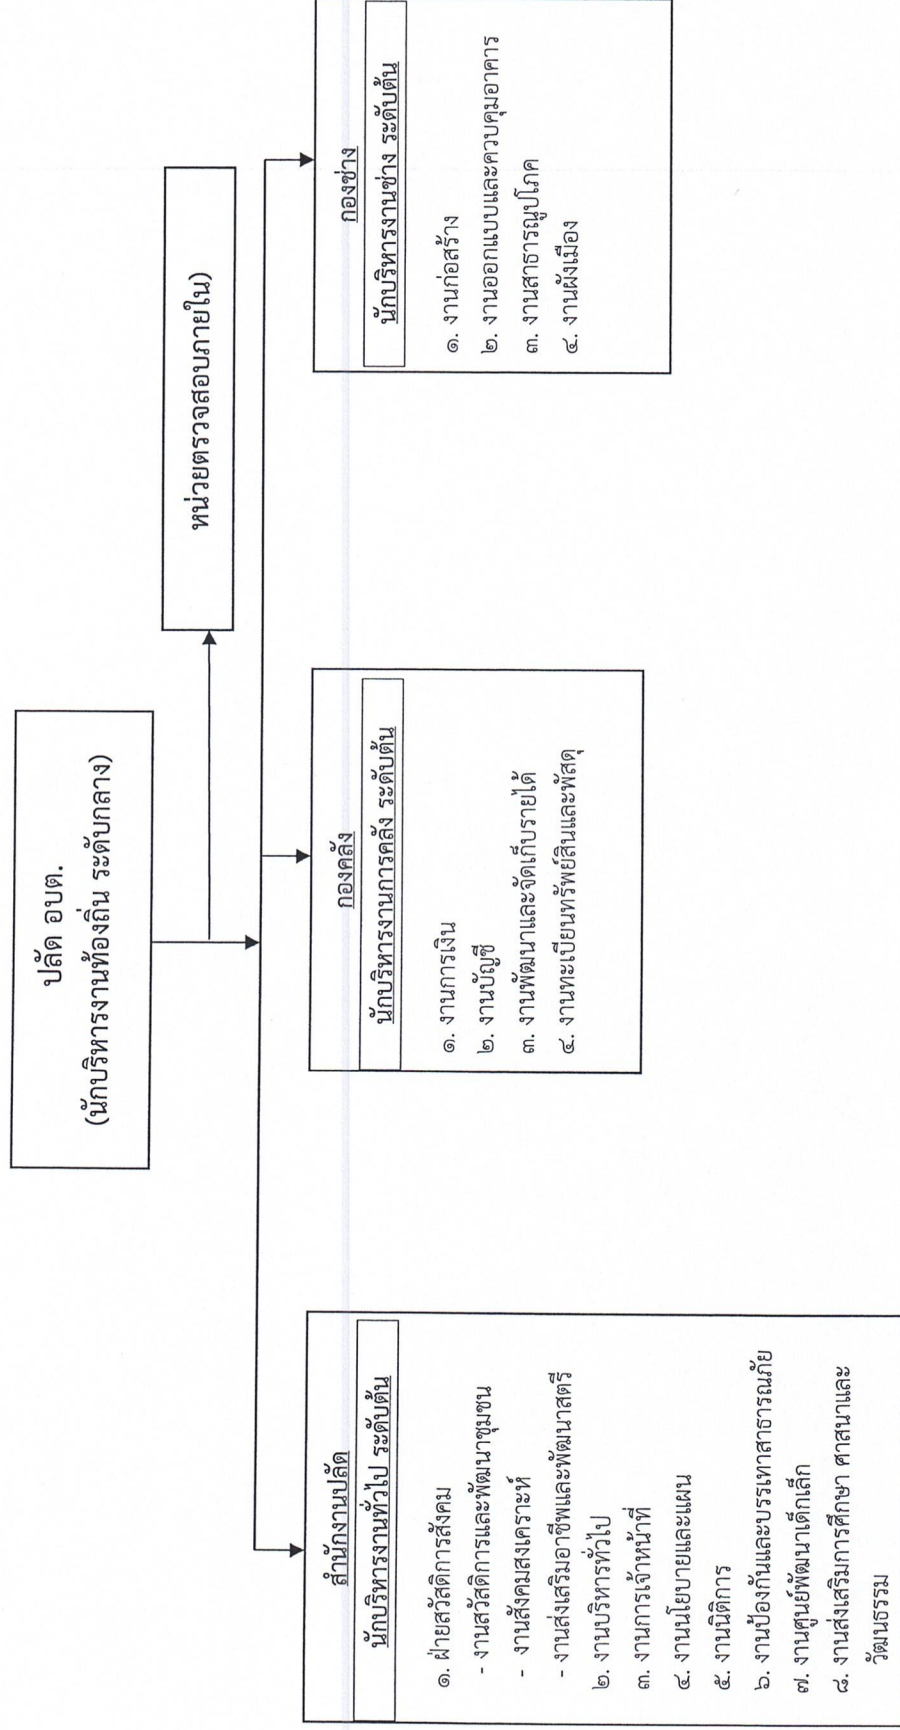 ปลัด อบต.
(นักบริหารงานท้องถิ่น ระดับกลาง)
หน่วยตรวจสอบภายใน)
สำนักงานปลัด
นักบริหารงานทั่วไป ระดับต้น
๑. ฝ่ายสวัสดิการสังคม
- งานสวัสดิการและพัฒนาชุมชน
- งานสังคมสงเคราะห์
- งานส่งเสริมอาชีพและพัฒนาสตรี
๒. งานบริหารทั่วไป
๓. งานการเจ้าหน้าที่
๔. งานนโยบายและแผน
๕. งานนิติการ
๖. งานป้องกันและบรรเทาสาธารณภัย
๗. งานศูนย์พัฒนาเด็กเล็ก
๘. งานส่งเสริมการศึกษา ศาสนาและ
วัฒนธรรม
กองคลัง
นักบริหารงานการคลัง ระดับต้น
๑. งานการเงิน
๒. งานบัญชี
๓. งานพัฒนาและจัดเก็บรายได้
๔. งานทะเบียนทรัพย์สินและพัสดุ
กองช่าง
นักบริหารงานช่าง ระดับต้น
๑. งานก่อสร้าง
๒. งานออกแบบและควบคุมอาคาร
๓. งานสาธารณูปโภค
๔. งานผังเมือง